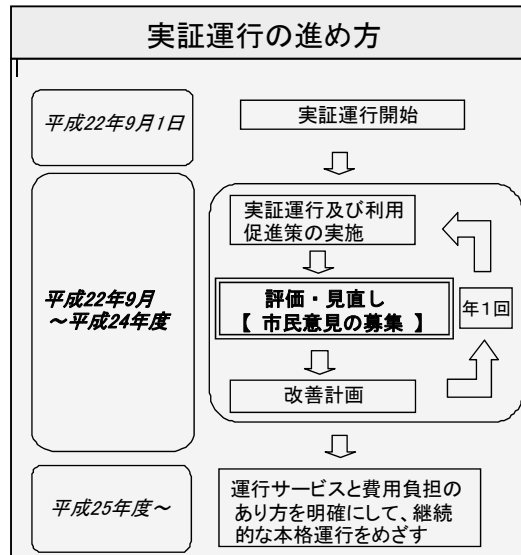 実証運行の進め方
平成22年9月1日
実証運行開始
平成22年9月
～平成24年度
実証運行及び利用
促進策の実施
評価・見直し
【 市民意見の募集 】
年1回
改善計画
平成25年度～
運行サービスと費用負担の
あり方を明確にして、継続
的な本格運行をめざす